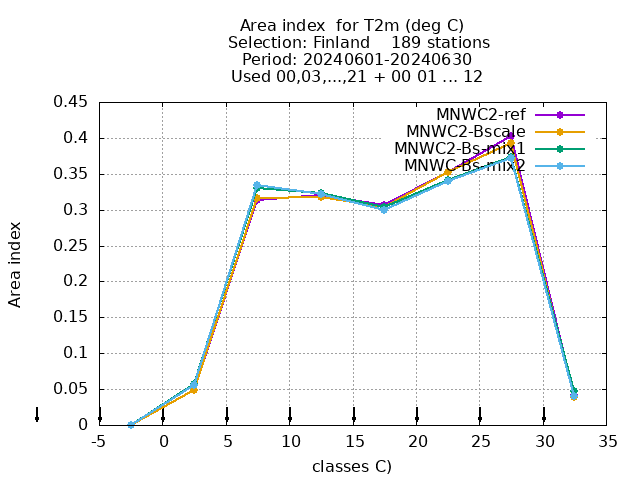 Area index  for T2m (deg C)
Selection: Finland    189 stations
Period: 20240601-20240630
Used 00,03,...,21 + 00 01 ... 12
MNWC2-ref
MNWC2-Bscale
MNWC2-Bs-mix1
MNWC-Bs-mix2
0.45
0.4
0.35
0.3
0.25
0.2
0.15
0.1
0.05
0
Area index
-5 0 5 10 15 20 25 30 35
classes C)